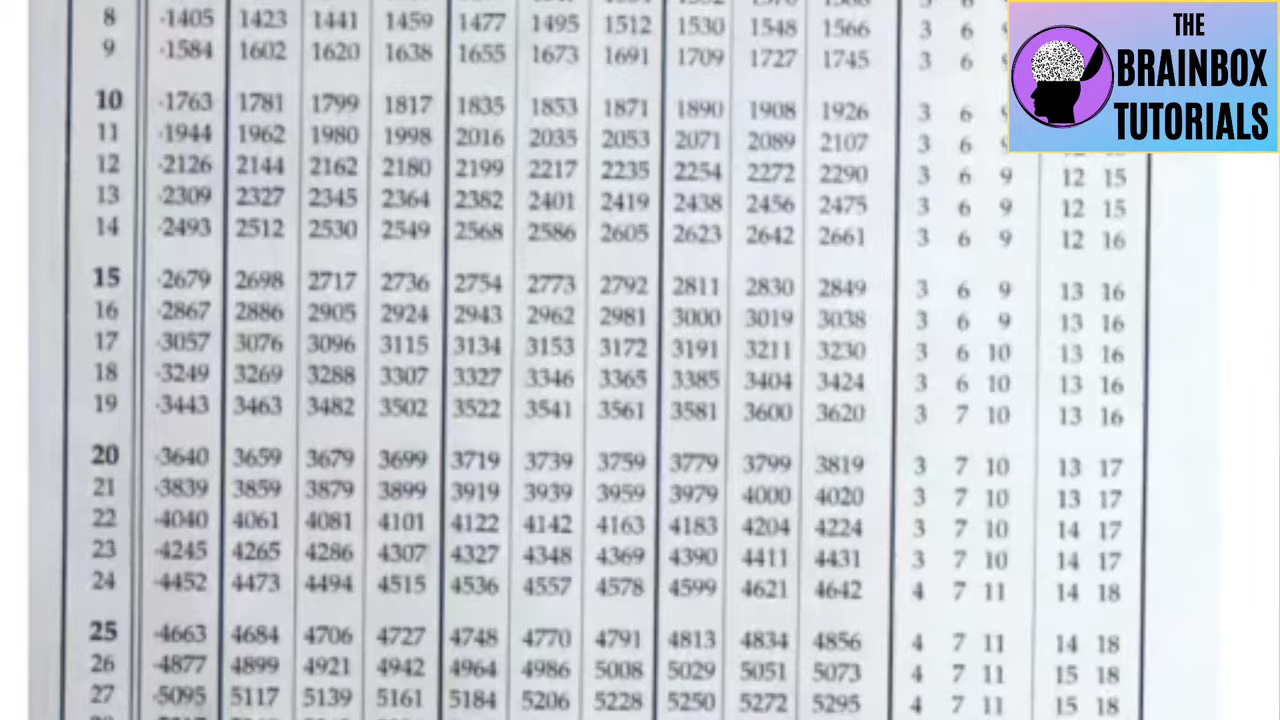 8 ·1405 1423 1441 1459 1477 1495 1512 1530 1548 1566 3 6
9 ·1584 1602 1620 1638 1655 1673 1691 1709 1727 1745 3 6
10 ·1763 1781 1799 1817 1835 1853 1871 1890 1908 1926 3 6
11 ·1944 1962 1980 1998 2016 2035 2053 2071 2089 2107 3 6
12 ·2126 2144 2162 2180 2199 2217 2235 2254 2272 2290 3 6 9 12 15
13 ·2309 2327 2345 2364 2382 2401 2419 2438 2456 2475 3 6 9 12 15
14 ·2493 2512 2530 2549 2568 2586 2605 2623 2642 2661 3 6 9 12 16
15 ·2679 2698 2717 2736 2754 2773 2792 2811 2830 2849 3 6 9 13 16
16 ·2867 2886 2905 2924 2943 2962 2981 3000 3019 3038 3 6 9 13 16
17 ·3057 3076 3096 3115 3134 3153 3172 3191 3211 3230 3 6 10 13 16
18 ·3249 3269 3288 3307 3327 3346 3365 3385 3404 3424 3 6 10 13 16
19 ·3443 3463 3482 3502 3522 3541 3561 3581 3600 3620 3 7 10 13 16
20 ·3640 3659 3679 3699 3719 3739 3759 3779 3799 3819 3 7 10 13 17
21 ·3839 3859 3879 3899 3919 3939 3959 3979 4000 4020 3 7 10 13 17
22 ·4040 4061 4081 4101 4122 4142 4163 4183 4204 4224 3 7 10 14 17
23 ·4245 4265 4286 4307 4327 4348 4369 4390 4411 4431 3 7 10 14 17
24 ·4452 4473 4494 4515 4536 4557 4578 4599 4621 4642 4 7 11 14 18
25 ·4663 4684 4706 4727 4748 4770 4791 4813 4834 4856 4 7 11 14 18
26 ·4877 4899 4921 4942 4964 4986 5008 5029 5051 5073 4 7 11 15 18
27 ·5095 5117 5139 5161 5184 5206 5228 5250 5272 5295 4 7 11 15 18
THE
BRAINBOX
TUTORIALS